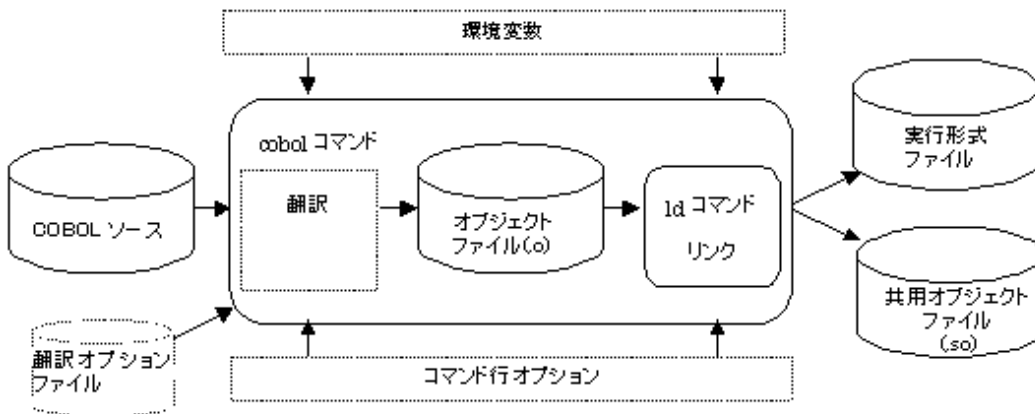 環境変数
cobol コマンド
翻訳
オブジェクト
ファイル(o)
ld コマンド
リンク
COBOL ソース
実行形式
ファイル
共用オブジェクト
ファイル
(so)
翻訳オプション
ファイル
コマンド行オプション